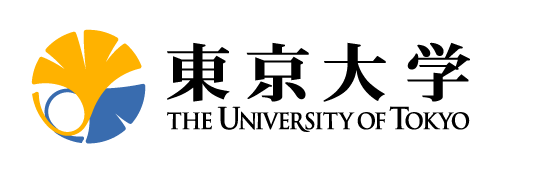 東京大学
THE UNIVERSITY OF TOKYO